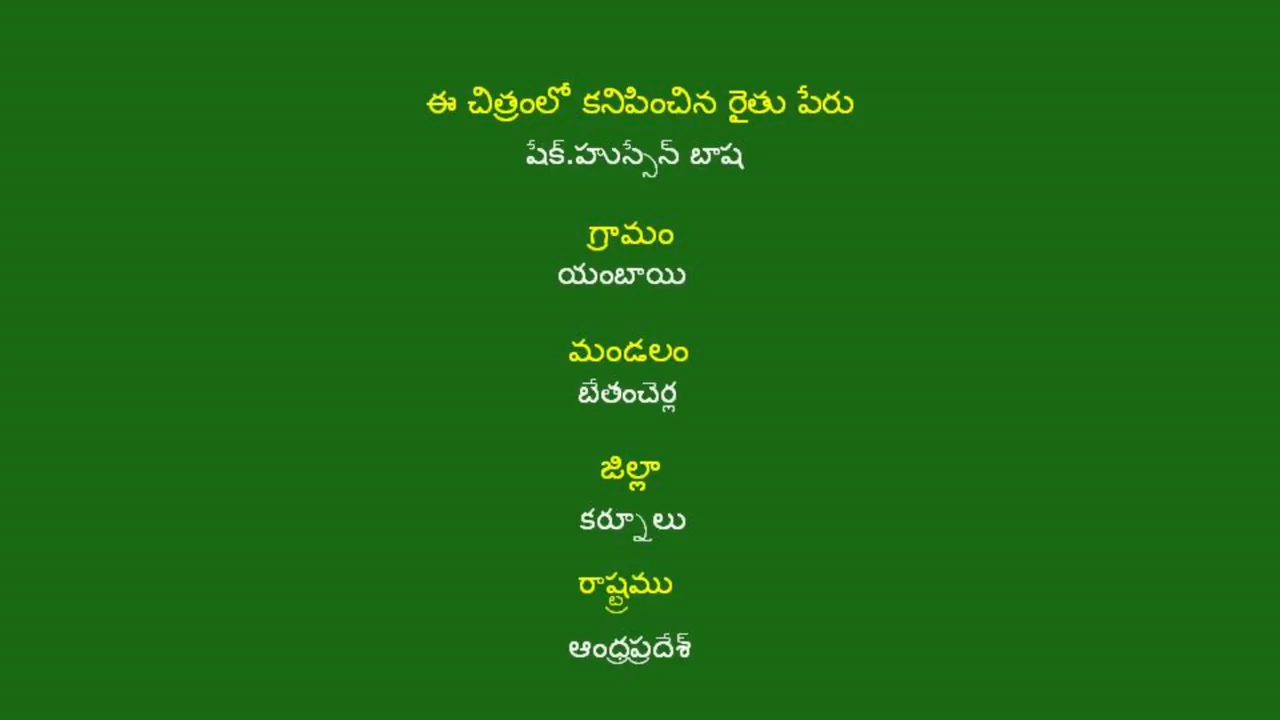 ఈ చిత్రంలో కనిపించిన రైతు పేరు
షేక్.హుస్సేన్ బాష
గ్రామం
యంబాయి
మండలం
బేతంచెర్ల
జిల్లా
కర్నూలు
రాష్ట్రము
ఆంధ్రప్రదేశ్